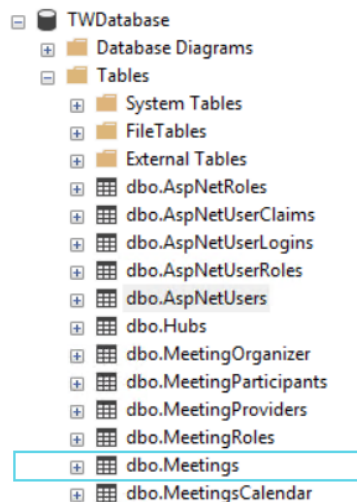 TWDatabase
Database Diagrams
Tables
System Tables
FileTables
External Tables
dbo.AspNetRoles
dbo.AspNetUserClaims
dbo.AspNetUserLogins
dbo.AspNetUserRoles
dbo.AspNetUsers
dbo.Hubs
dbo.MeetingOrganizer
dbo.MeetingParticipants
dbo.MeetingProviders
dbo.MeetingRoles
dbo.Meetings
dbo.MeetingsCalendar